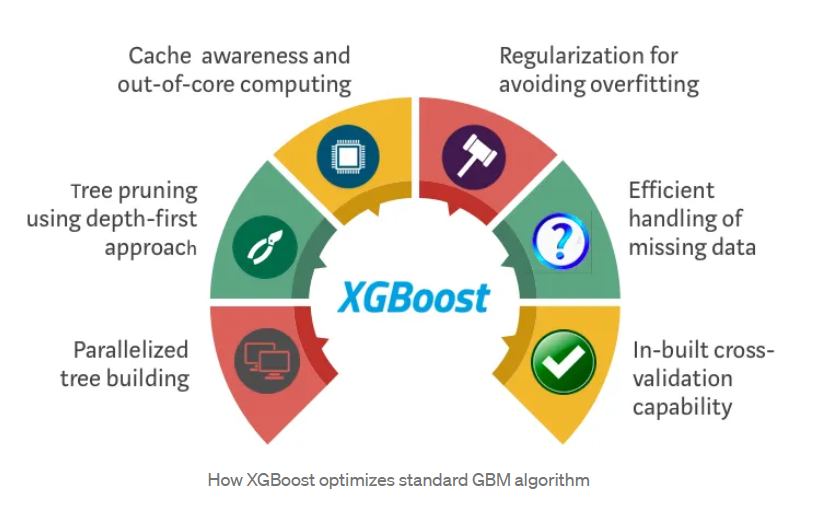 Cache awareness and
out-of-core computing
Regularization for
avoiding overfitting
Tree pruning
using depth-first
approach
Efficient
handling of
missing data
?
XGBoost
Parallelized
tree building
In-built cross-
validation
capability
How XGBoost optimizes standard GBM algorithm